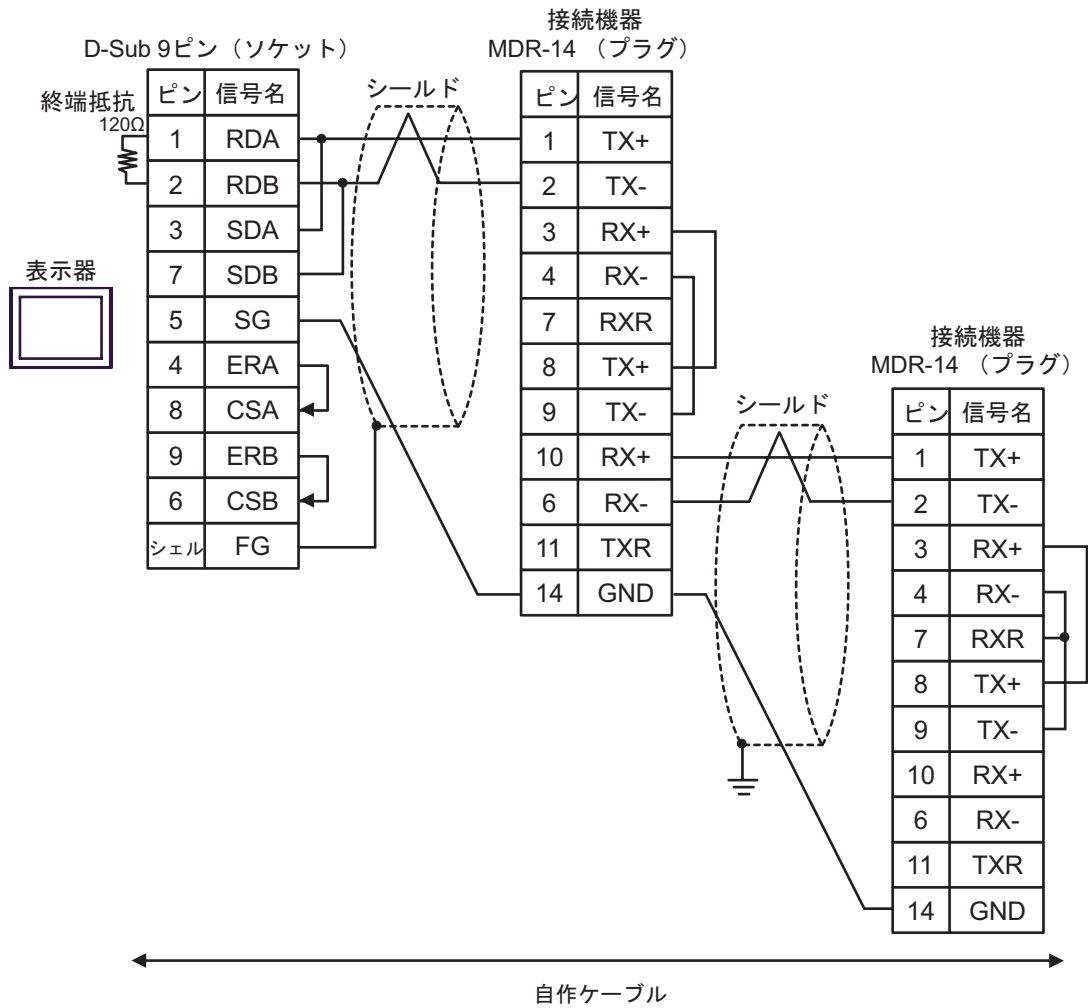 D-Sub 9ピン（ソケット）
終端抵抗
120Ω
ピン 信号名
1 RDA
2 RDB
3 SDA
7 SDB
5 SG
4 ERA
8 CSA
9 ERB
6 CSB
シェル FG
表示器
シールド
接続機器
MDR-14 （プラグ）
ピン 信号名
1 TX+
2 TX-
3 RX+
4 RX-
7 RXR
8 TX+
9 TX-
10 RX+
6 RX-
11 TXR
14 GND
シールド
接続機器
MDR-14 （プラグ）
ピン 信号名
1 TX+
2 TX-
3 RX+
4 RX-
7 RXR
8 TX+
9 TX-
10 RX+
6 RX-
11 TXR
14 GND
自作ケーブル